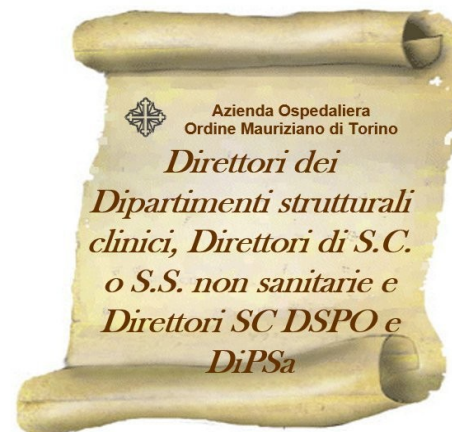 Azienda Ospedaliera
Ordine Mauriziano di Torino
Direttori dei
Dipartimenti strutturali
clinici, Direttori di S.C.
o S.S. non sanitarie e
Direttori SC DSPO e
DiPSa